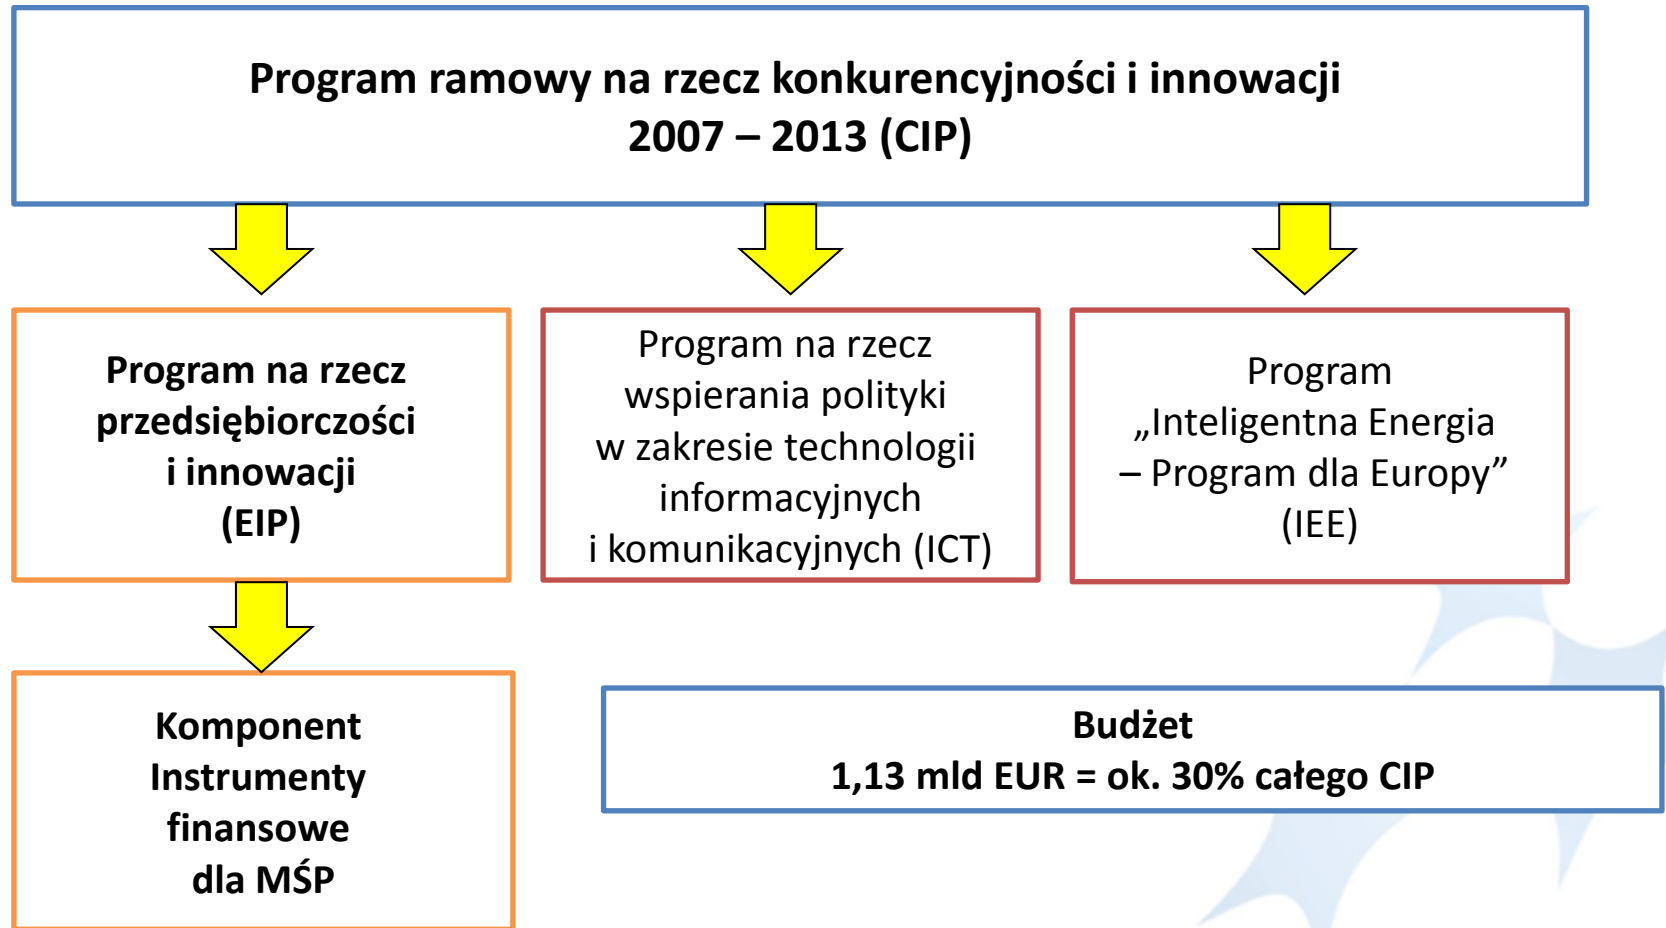 Program ramowy na rzecz konkurencyjności i innowacji
2007 – 2013 (CIP)
Program na rzecz
przedsiębiorczości
i innowacji
(EIP)
Program na rzecz
wspierania polityki
w zakresie technologii
informacyjnych
i komunikacyjnych (ICT)
Program
„Inteligentna Energia
– Program dla Europy”
(IEE)
Komponent
Instrumenty
finansowe
dla MŚP
Budżet
1,13 mld EUR = ok. 30% całego CIP